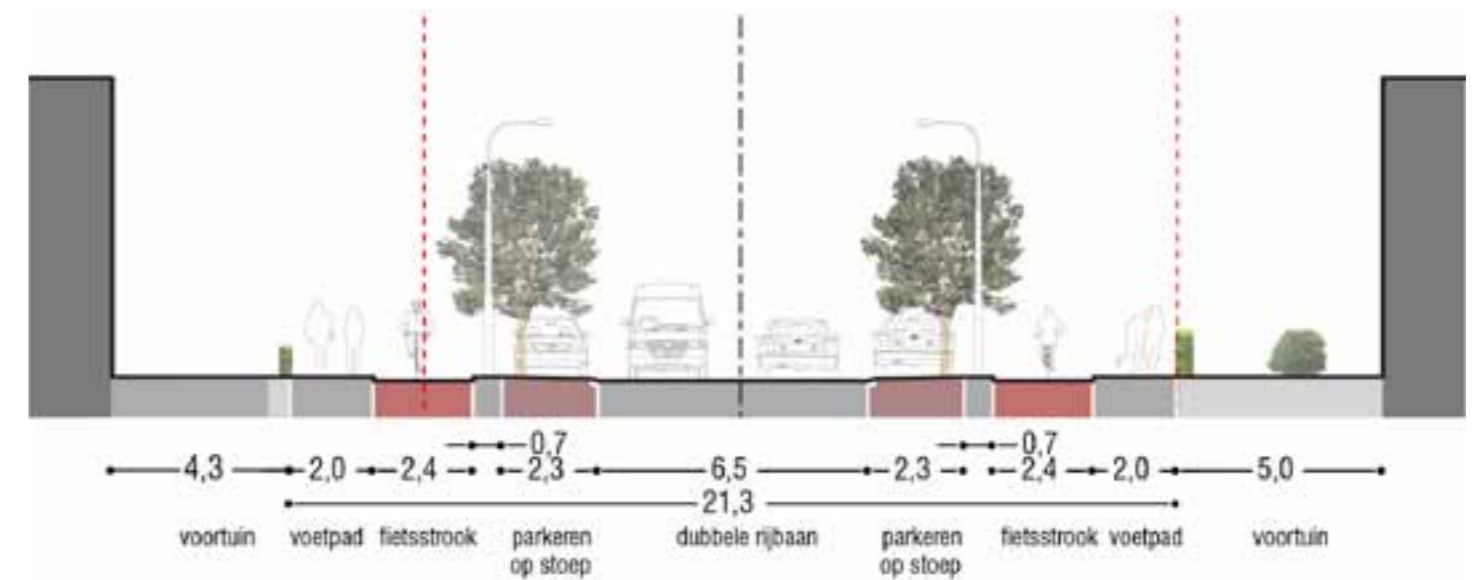 0,7 0,7
4,3 2,0 2,4 2,3 6,5 2,3 2,4 2,0 5,0
21,3
voortuin voetpad fietsstrook parkeren dubbele rijbaan parkeren fietsstrook voetpad voortuin
op stoep op stoep